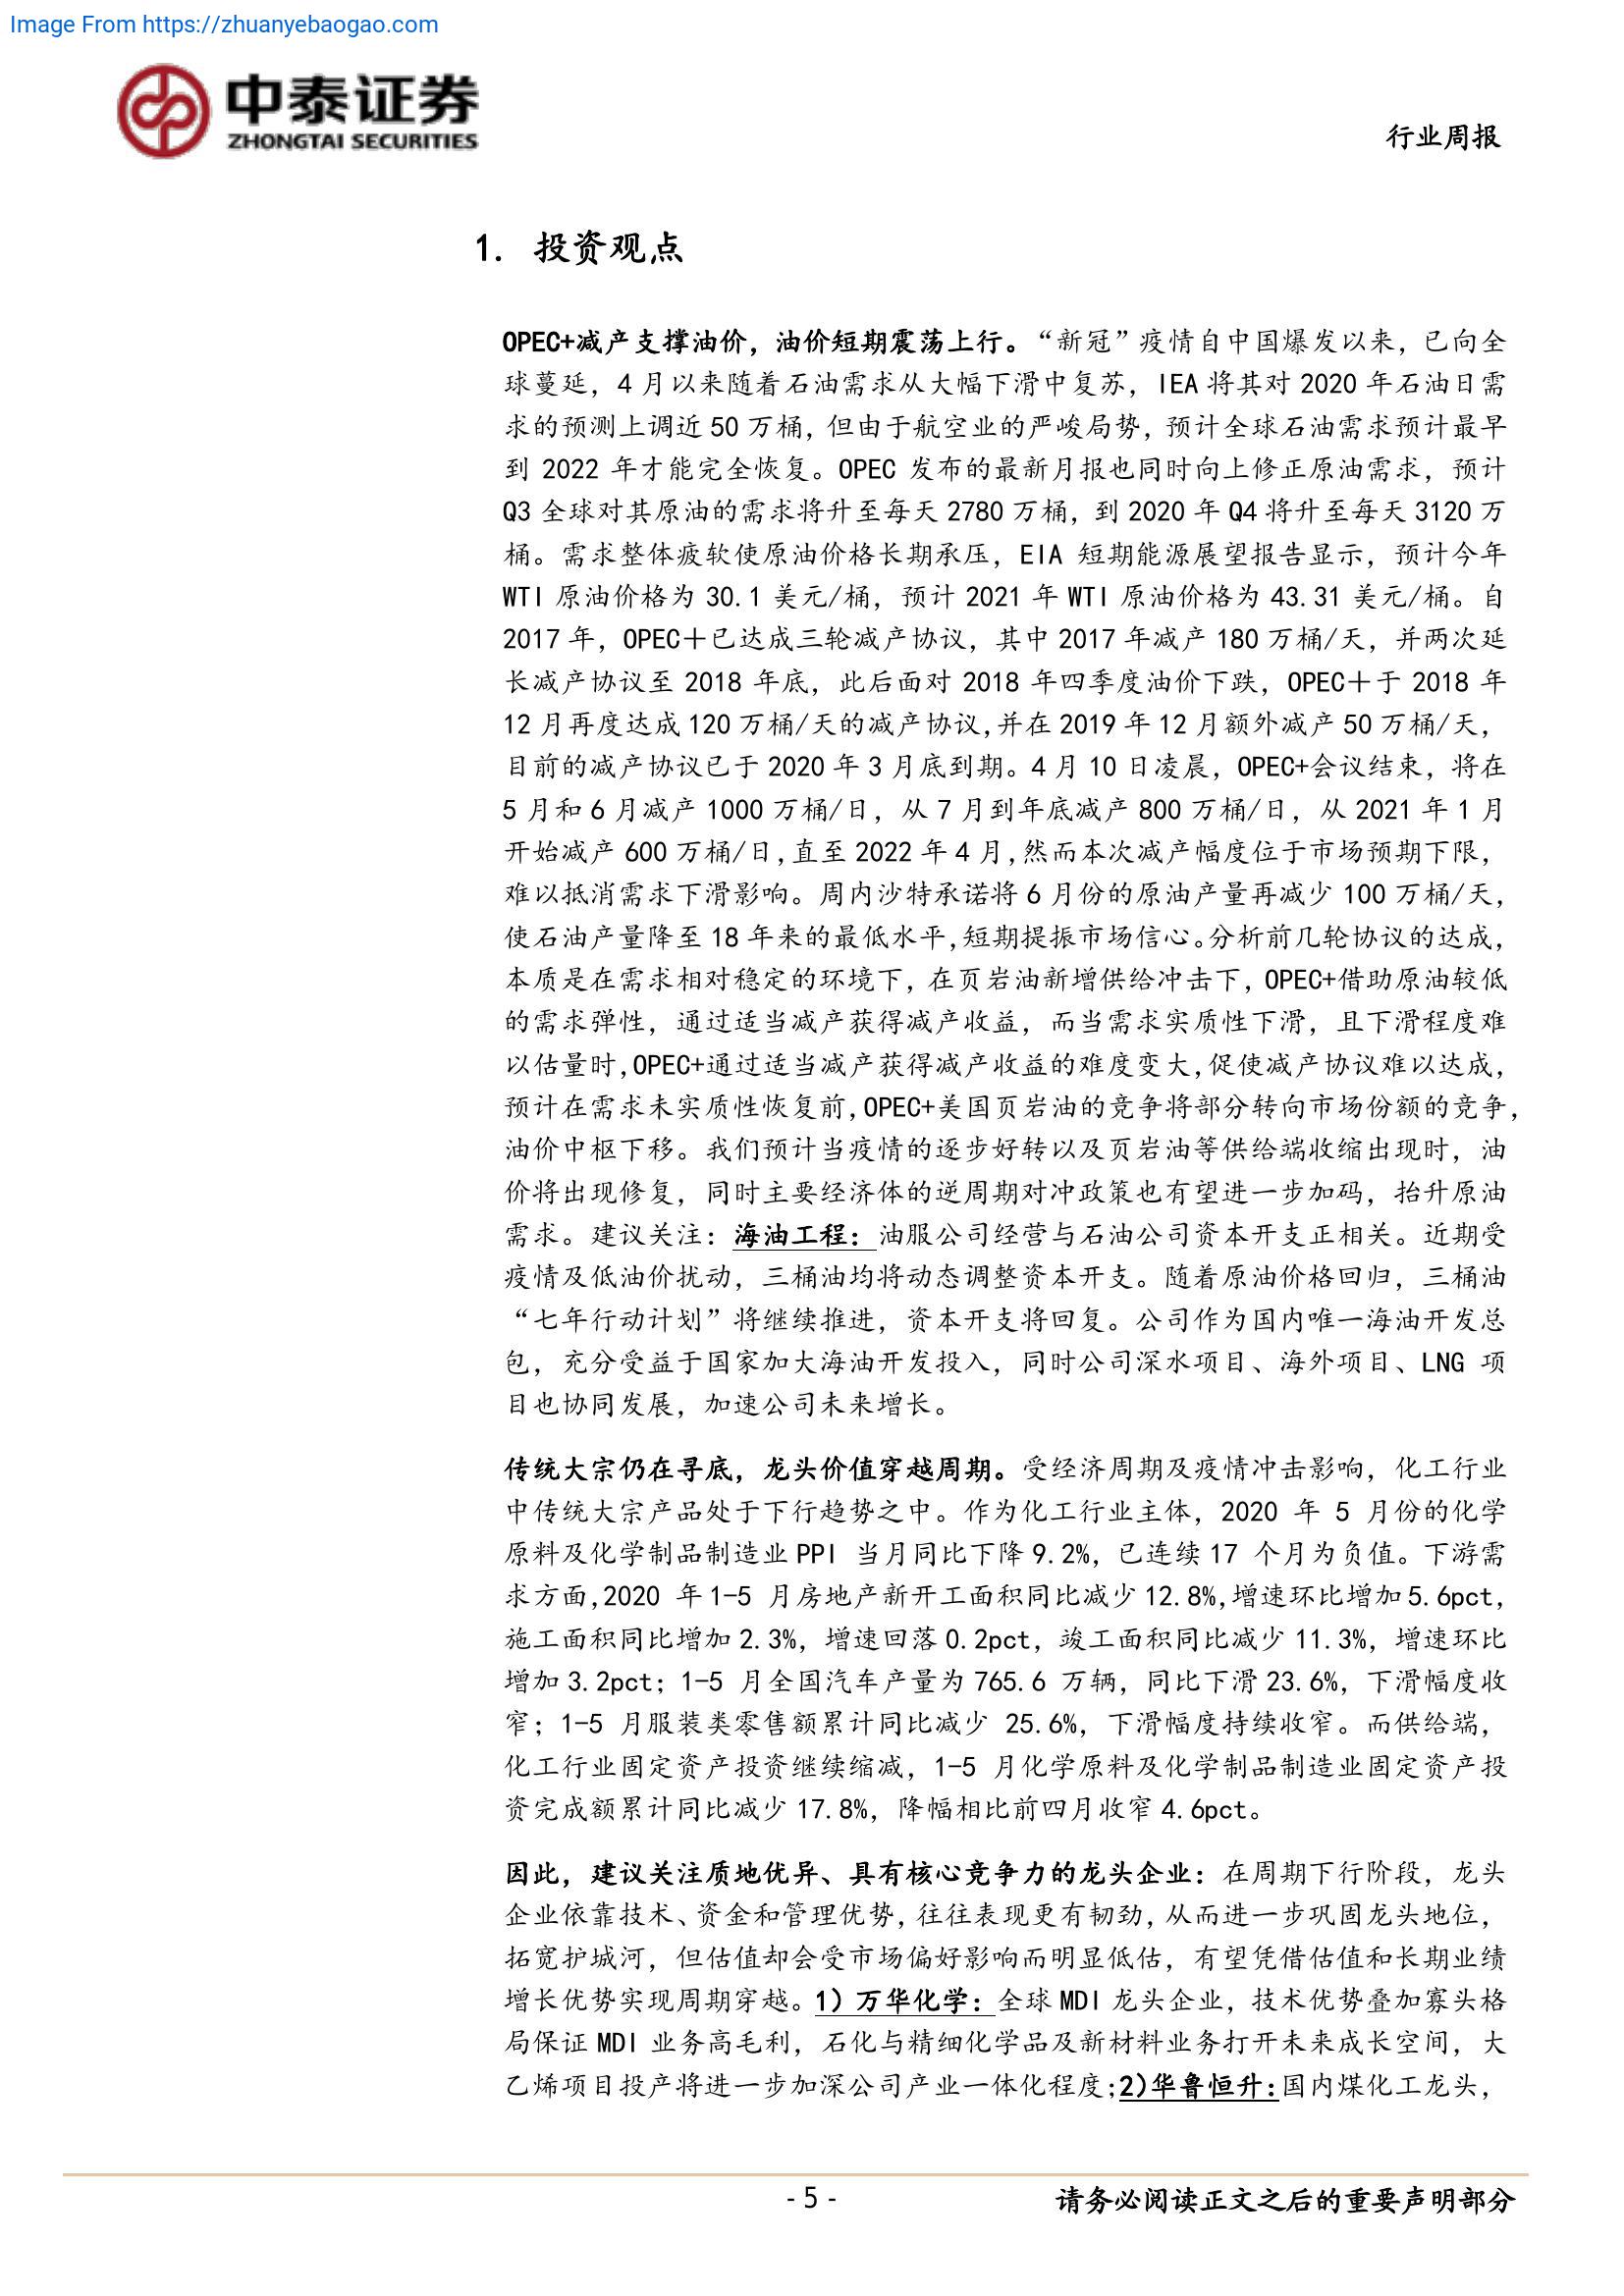 Image From https://zhuanyebaogao.com
中泰证券
ZHONGTAI SECURITIES
行业周报
1. 投资观点
OPEC+减产支撑油价，油价短期震荡上行。“新冠”疫情自中国爆发以来，已向全
球蔓延，4 月以来随着石油需求从大幅下滑中复苏，IEA 将其对 2020 年石油日需
求的预测上调近 50 万桶，但由于航空业的严峻局势，预计全球石油需求预计最早
到 2022 年才能完全恢复。OPEC 发布的最新月报也同时向上修正原油需求，预计
Q3 全球对其原油的需求将升至每天 2780 万桶，到 2020 年 Q4 将升至每天 3120 万
桶。需求整体疲软使原油价格长期承压，EIA 短期能源展望报告显示，预计今年
WTI 原油价格为 30.1 美元/桶，预计 2021 年 WTI 原油价格为 43.31 美元/桶。自
2017 年，OPEC＋已达成三轮减产协议，其中 2017 年减产 180 万桶/天，并两次延
长减产协议至 2018 年底，此后面对 2018 年四季度油价下跌，OPEC＋于 2018 年
12 月再度达成 120 万桶/天的减产协议,并在 2019 年 12 月额外减产 50 万桶/天，
目前的减产协议已于 2020 年 3 月底到期。4 月 10 日凌晨，OPEC+会议结束，将在
5 月和 6 月减产 1000 万桶/日，从 7 月到年底减产 800 万桶/日，从 2021 年 1 月
开始减产 600 万桶/日,直至 2022 年 4 月,然而本次减产幅度位于市场预期下限，
难以抵消需求下滑影响。周内沙特承诺将 6 月份的原油产量再减少 100 万桶/天，
使石油产量降至 18 年来的最低水平,短期提振市场信心。分析前几轮协议的达成，
本质是在需求相对稳定的环境下，在页岩油新增供给冲击下，OPEC+借助原油较低
的需求弹性，通过适当减产获得减产收益，而当需求实质性下滑，且下滑程度难
以估量时,OPEC+通过适当减产获得减产收益的难度变大,促使减产协议难以达成，
预计在需求未实质性恢复前,OPEC+美国页岩油的竞争将部分转向市场份额的竞争，
油价中枢下移。我们预计当疫情的逐步好转以及页岩油等供给端收缩出现时，油
价将出现修复，同时主要经济体的逆周期对冲政策也有望进一步加码，抬升原油
需求。建议关注：海油工程：油服公司经营与石油公司资本开支正相关。近期受
疫情及低油价扰动，三桶油均将动态调整资本开支。随着原油价格回归，三桶油
“七年行动计划”将继续推进，资本开支将回复。公司作为国内唯一海油开发总
包，充分受益于国家加大海油开发投入，同时公司深水项目、海外项目、LNG 项
目也协同发展，加速公司未来增长。
传统大宗仍在寻底，龙头价值穿越周期。受经济周期及疫情冲击影响，化工行业
中传统大宗产品处于下行趋势之中。作为化工行业主体，2020 年 5 月份的化学
原料及化学制品制造业 PPI 当月同比下降 9.2%，已连续 17 个月为负值。下游需
求方面,2020 年 1-5 月房地产新开工面积同比减少 12.8%,增速环比增加 5.6pct，
施工面积同比增加 2.3%，增速回落 0.2pct，竣工面积同比减少 11.3%，增速环比
增加 3.2pct；1-5 月全国汽车产量为 765.6 万辆，同比下滑 23.6%，下滑幅度收
窄；1-5 月服装类零售额累计同比减少 25.6%，下滑幅度持续收窄。而供给端，
化工行业固定资产投资继续缩减，1-5 月化学原料及化学制品制造业固定资产投
资完成额累计同比减少 17.8%，降幅相比前四月收窄 4.6pct。
因此，建议关注质地优异、具有核心竞争力的龙头企业：在周期下行阶段，龙头
企业依靠技术、资金和管理优势，往往表现更有韧劲，从而进一步巩固龙头地位，
拓宽护城河，但估值却会受市场偏好影响而明显低估，有望凭借估值和长期业绩
增长优势实现周期穿越。1）万华化学：全球 MDI 龙头企业，技术优势叠加寡头格
局保证 MDI 业务高毛利，石化与精细化学品及新材料业务打开未来成长空间，大
乙烯项目投产将进一步加深公司产业一体化程度;2)华鲁恒升:国内煤化工龙头，
- 5 -
请务必阅读正文之后的重要声明部分